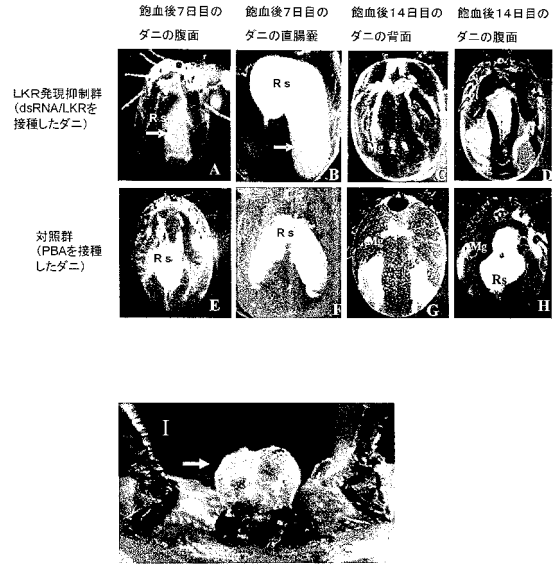 飽血後7日目の 飽血後7日目の 飽血後14日目の 飽血後14日目の
ダニの腹面 ダニの直腸嚢 ダニの背面 ダニの腹面
LKR発現抑制群
(dsRNA/LKRを
接種したダニ)
Rs Rs Mg
A B C D
対照群
(PBAを接種
したダニ)
Mg Mg
Rs Rs Rs
E F G H
I